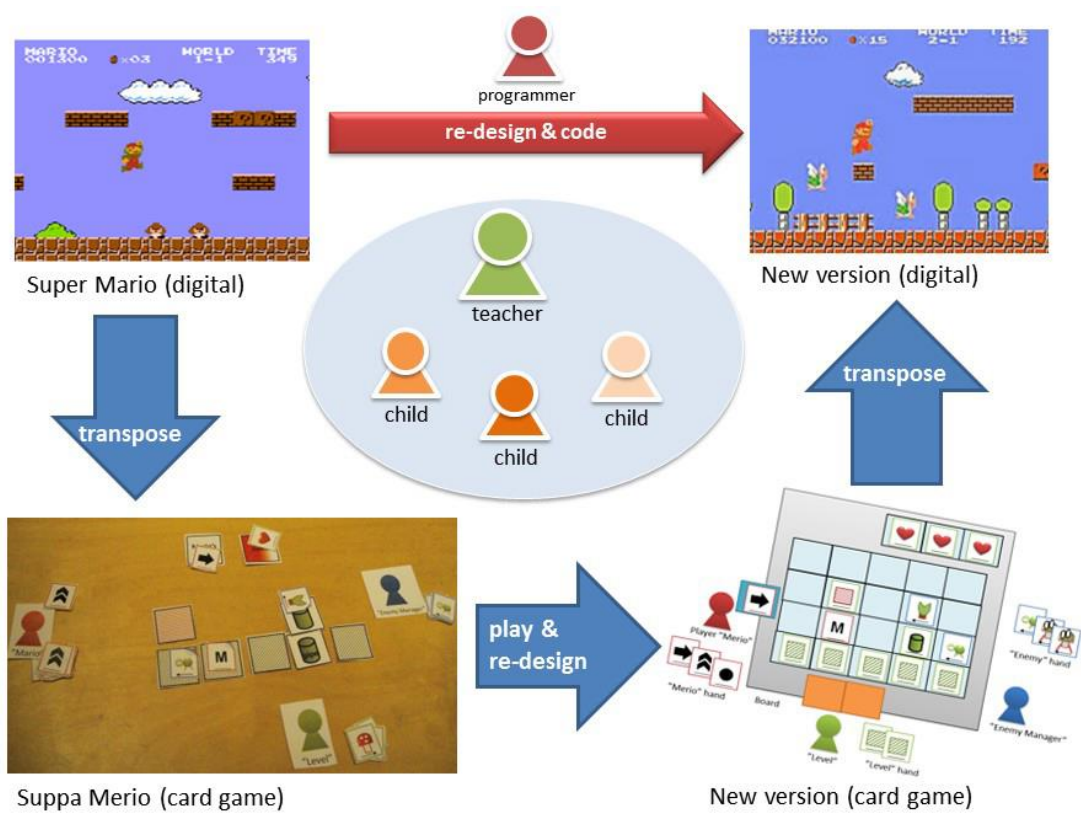 MARIO WORLD TIME
001300 ×03 1-1 349
programmer
re-design & code
MARIO WORLD TIME
032100 ×15 2-1 192
Super Mario (digital)
teacher
child
child
child
New version (digital)
transpose
transpose
"Mario"
M
"Enemy Manager"
"Level"
Suppa Merio (card game)
play &
re-design
Player "Merio"
M
"Merio" hand
Board
"Level"
"Level" hand
"Enemy" hand
"Enemy Manager"
New version (card game)